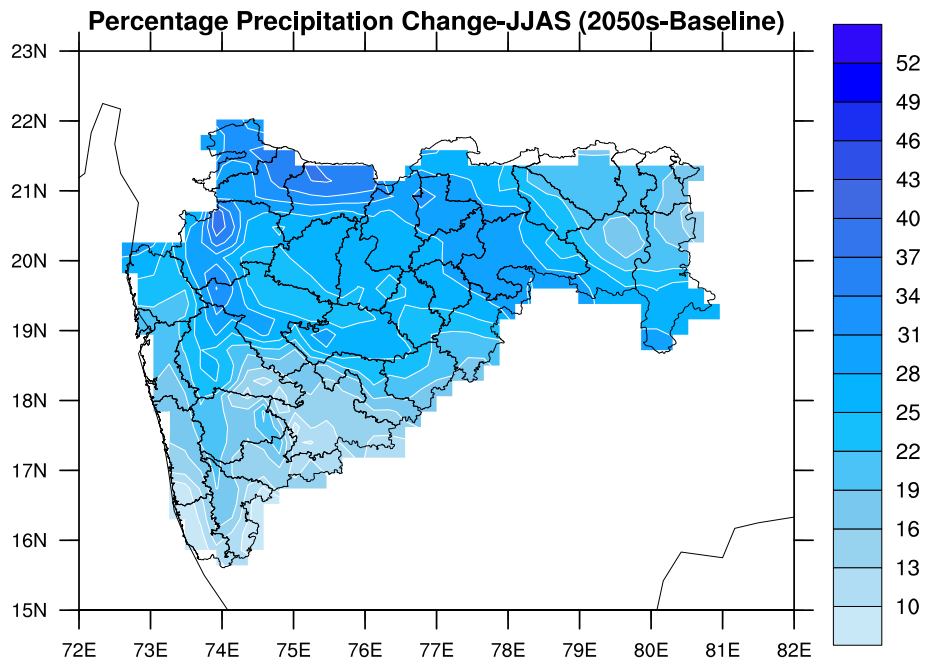 Percentage Precipitation Change-JJAS (2050s-Baseline)
23N
22N
21N
20N
19N
18N
17N
16N
15N
72E 73E 74E 75E 76E 77E 78E 79E 80E 81E 82E
52
49
46
43
40
37
34
31
28
25
22
19
16
13
10